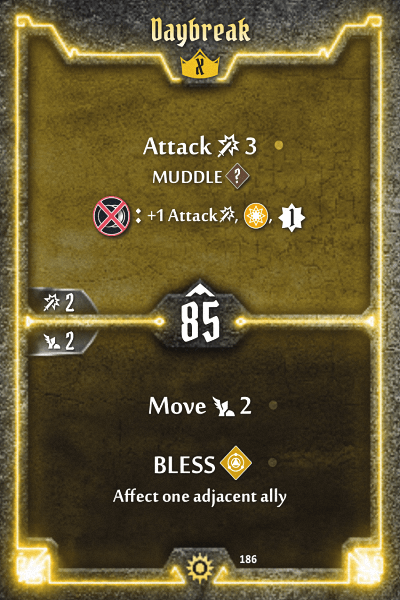 Daybreak
X
Attack 3
MUDDLE ?
: +1 Attack, , 1
2
85
2
Move 2
BLESS
Affect one adjacent ally
186